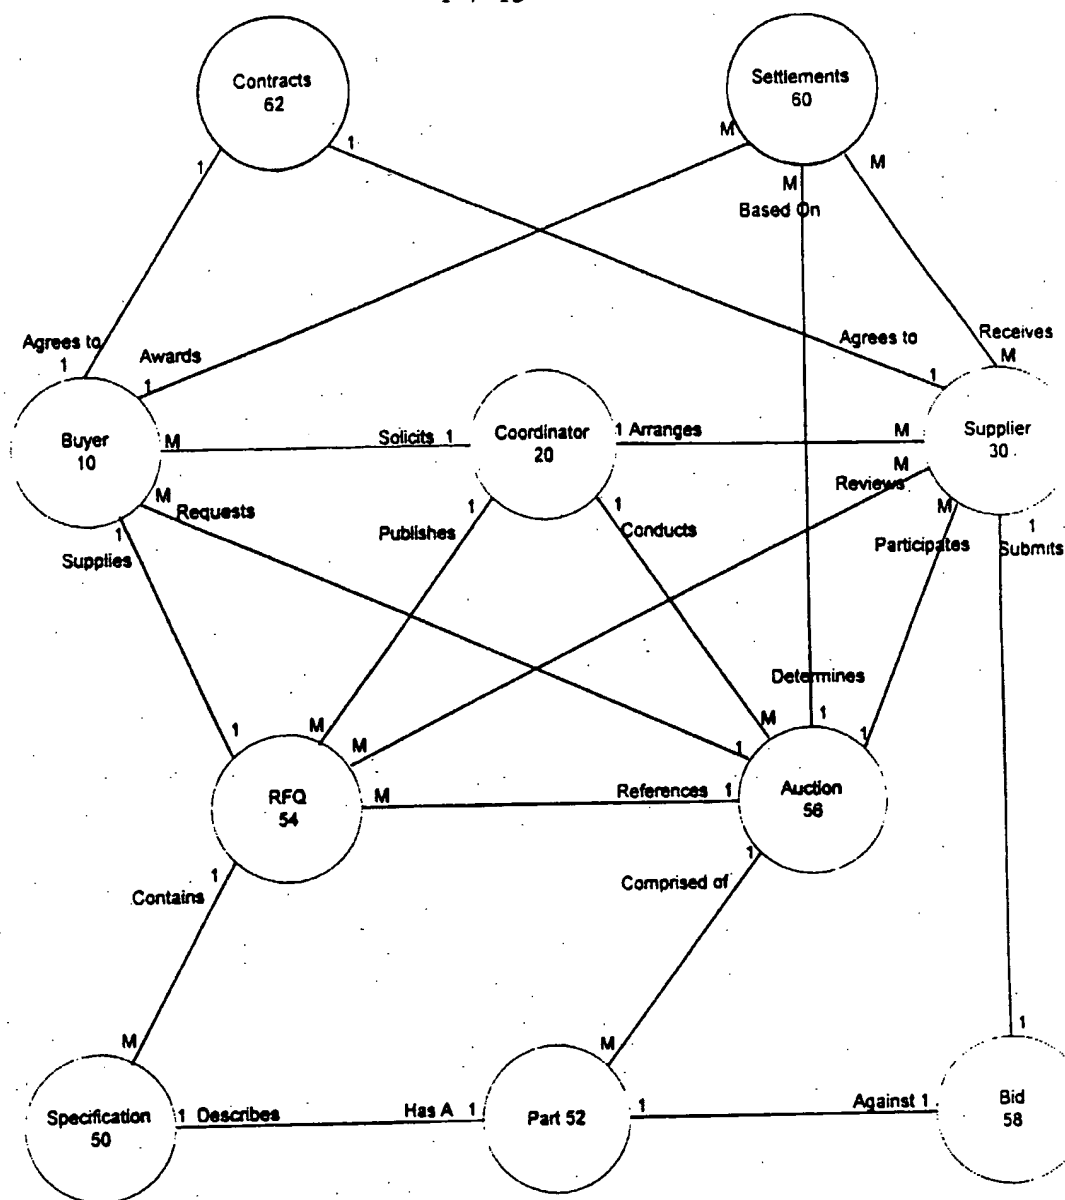 Contracts
62
Settlements
60
1
1
M
M
M
Based On
Agrees to
1
Awards
1
Agrees to
1
Receives
M
Buyer
10
M
Solicits 1
Coordinator
20
1 Arranges
M
Supplier
30
M
Reviews
M
Requests
1
Supplies
1
Publishes
1
Conducts
M
Participates
1
Submits
Determines
1
M
1
M
M
1
1
RFQ
54
M
References 1
Auction
56
1
Contains
1
Comprised of
M
M
1
Specification
50
1 Describes
Has A 1
Part 52
1
Against 1
Bid
58